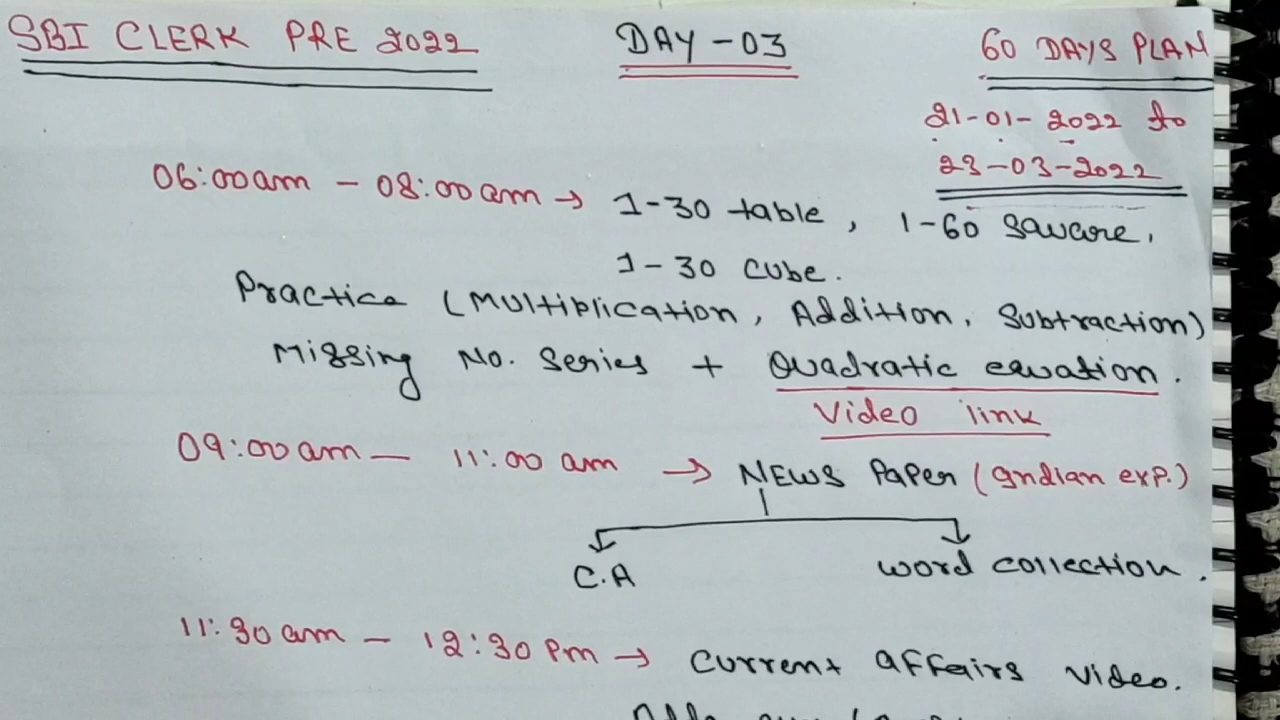 SBI CLERK PRE 2022 DAY-03 60 DAYS PLAN
21-01-2022 to
23-03-2022
06:00am - 08:00am → 1-30 table, 1-60 Square.
1-30 cube.
Practice (Multiplication, Addition, Subtraction)
Missing No. Series + Quadratic equation.
Video link
09:00am - 11:00 am → NEWS Paper (Indian exp.)
C.A word collection.
11:30am - 12:30 Pm → Current Affairs Video.